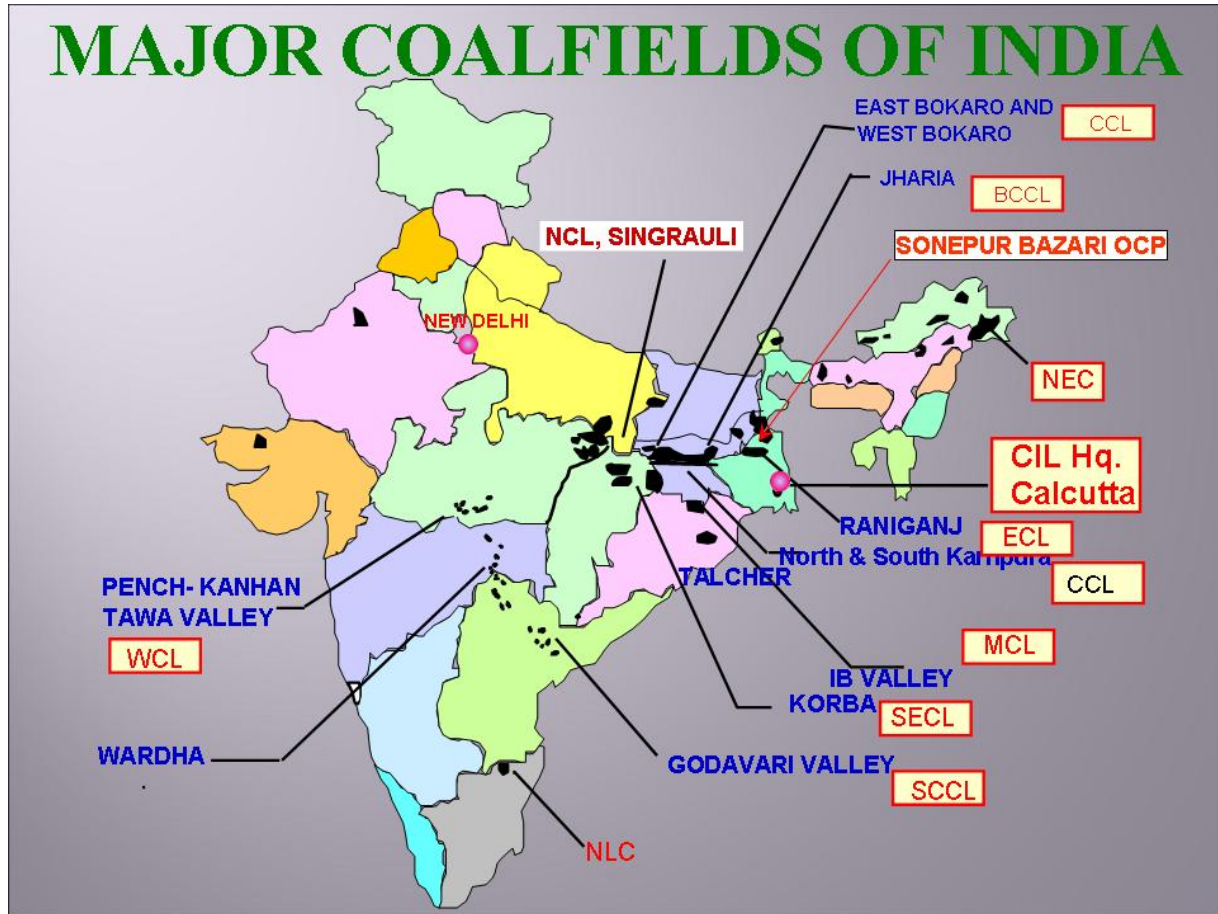 MAJOR COALFIELDS OF INDIA
EAST BOKARO AND
WEST BOKARO
CCL
JHARIA
BCCL
NCL, SINGRAULI
SONEPUR BAZARI OCP
NEW DELHI
NEC
CIL Hq.
Calcutta
RANIGANJ
ECL
North & South Karnpura
TALCHER
CCL
PENCH- KANHAN
TAWA VALLEY
WCL
MCL
IB VALLEY
KORBA
SECL
WARDHA
GODAVARI VALLEY
SCCL
NLC